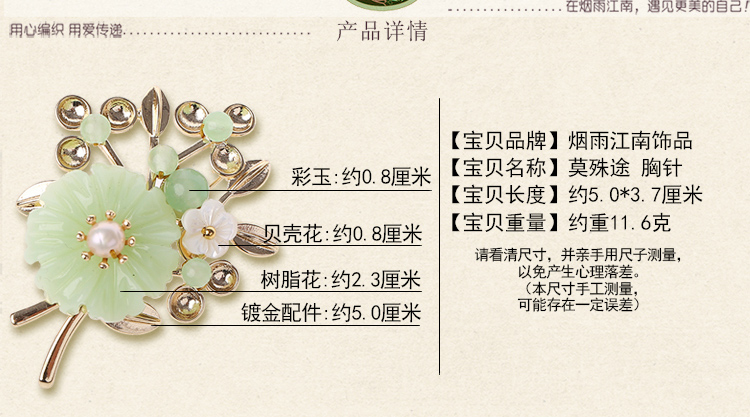 在烟雨江南，遇见更美的自己！
用心编织 用爱传递
产品详情
彩玉:约0.8厘米
贝壳花:约0.8厘米
树脂花:约2.3厘米
镀金配件:约5.0厘米
【宝贝品牌】烟雨江南饰品
【宝贝名称】莫殊途 胸针
【宝贝长度】约5.0*3.7厘米
【宝贝重量】约重11.6克
请看清尺寸，并亲手用尺子测量，
以免产生心理落差。
（本尺寸手工测量，
可能存在一定误差）